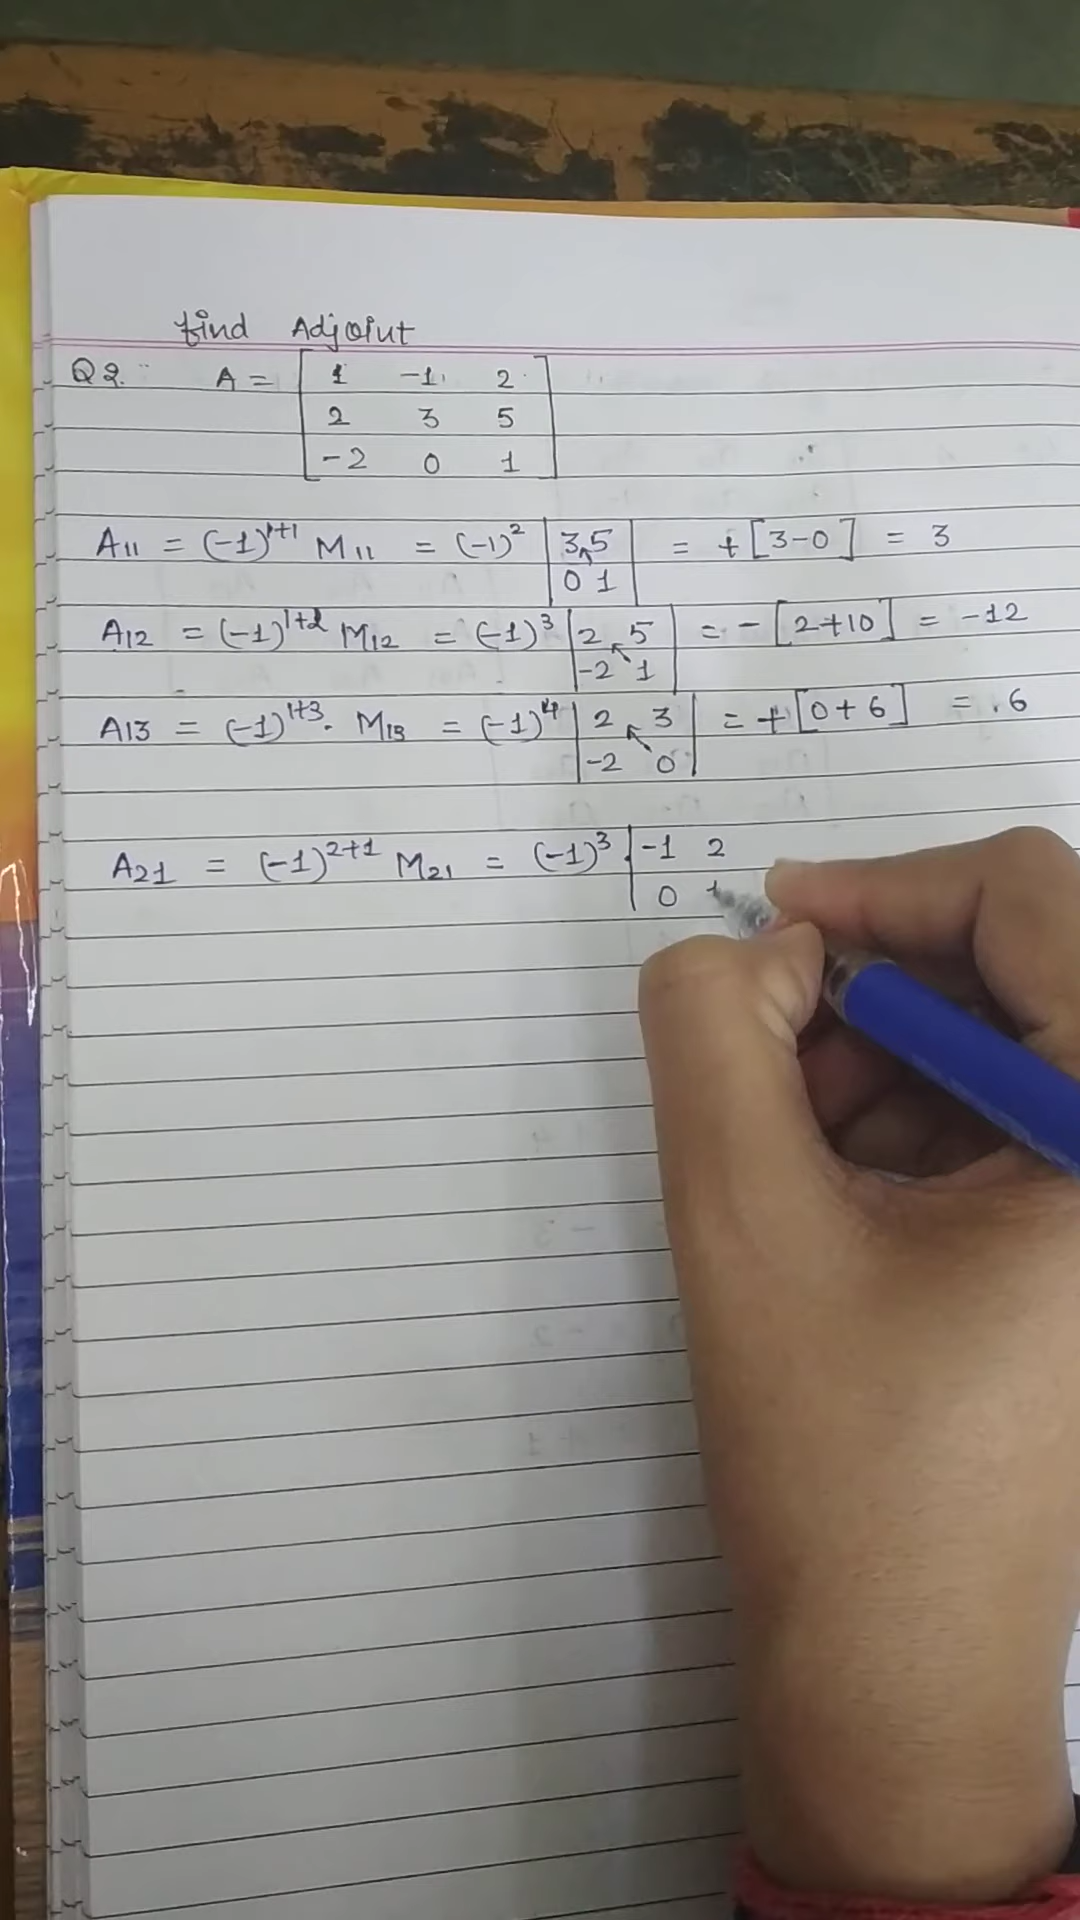 find Adjoint
Q2. A = [ 1 -1 2
2 3 5
-2 0 1 ]
A11 = (-1)^1+1 M11 = (-1)^2 | 3 5 | = + [3-0] = 3
0 1
A12 = (-1)^1+2 M12 = (-1)^3 | 2 5 | = - [2+10] = -12
-2 1
A13 = (-1)^1+3 . M13 = (-1)^4 | 2 3 | = + [0+6] = 6
-2 0
A21 = (-1)^2+1 M21 = (-1)^3 | -1 2
0 1